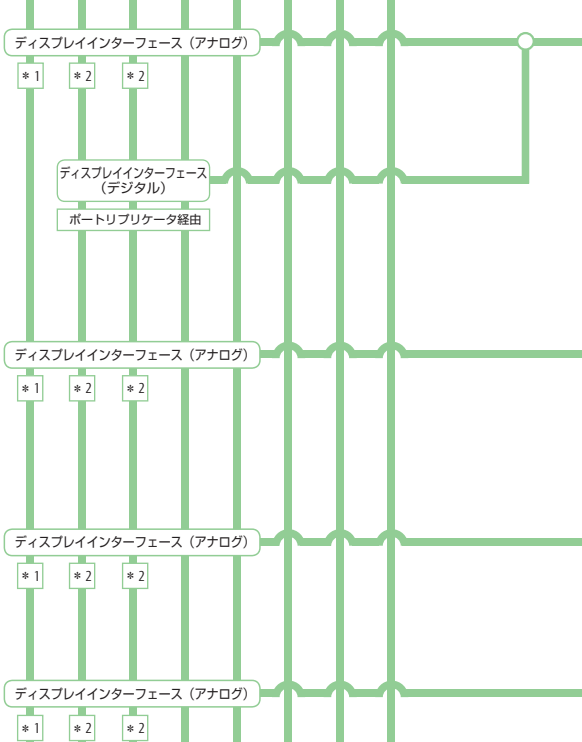 ディスプレイインターフェース（アナログ）
＊1 ＊2 ＊2
ディスプレイインターフェース
（デジタル）
ポートリプリケータ経由
ディスプレイインターフェース（アナログ）
＊1 ＊2 ＊2
ディスプレイインターフェース（アナログ）
＊1 ＊2 ＊2
ディスプレイインターフェース（アナログ）
＊1 ＊2 ＊2